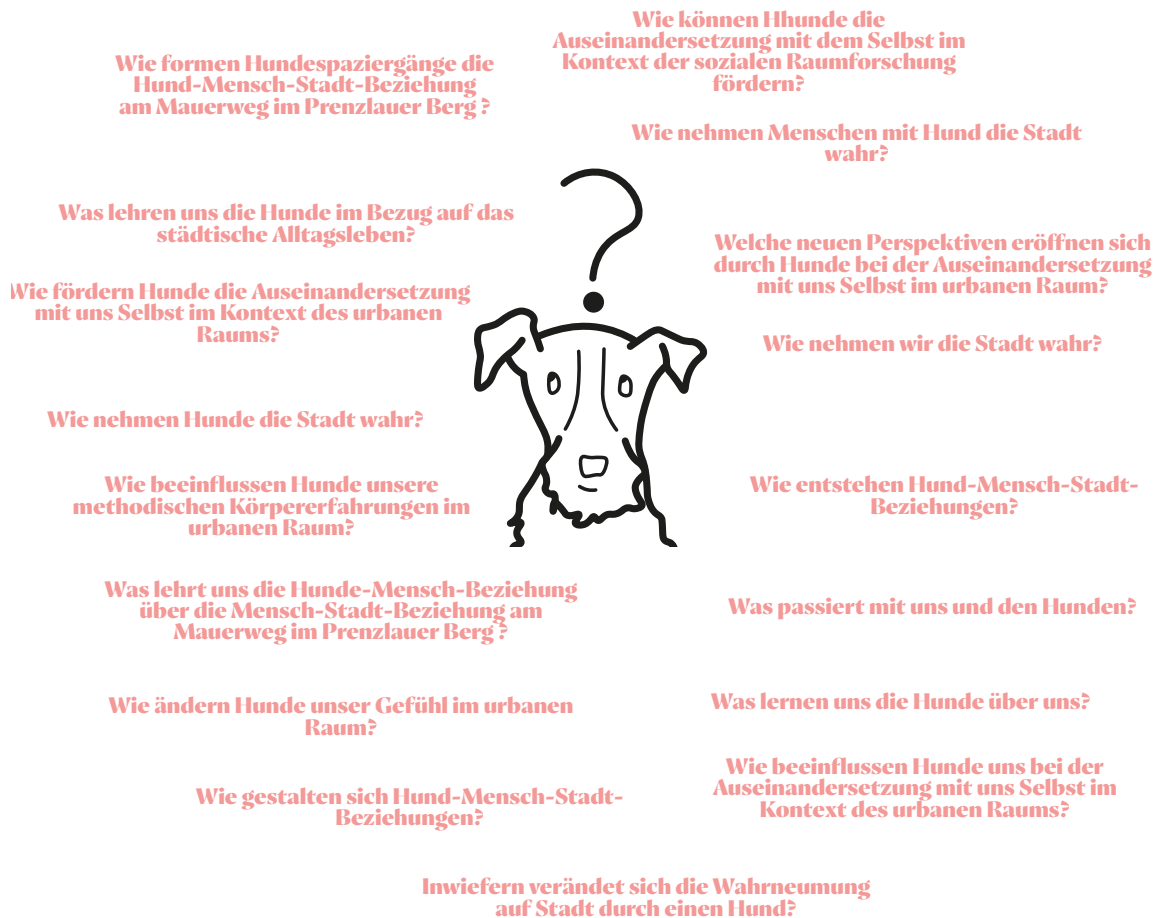 Wie können Hhunde die
Auseinandersetzung mit dem Selbst im
Kontext der sozialen Raumforschung
fördern?
Wie formen Hundespaziergänge die
Hund-Mensch-Stadt-Beziehung
am Mauerweg im Prenzlauer Berg ?
Wie nehmen Menschen mit Hund die Stadt
wahr?
Was lehren uns die Hunde im Bezug auf das
städtische Alltagsleben?
Welche neuen Perspektiven eröffnen sich
durch Hunde bei der Auseinandersetzung
mit uns Selbst im urbanen Raum?
Wie fördern Hunde die Auseinandersetzung
mit uns Selbst im Kontext des urbanen
Raums?
Wie nehmen wir die Stadt wahr?
Wie nehmen Hunde die Stadt wahr?
Wie beeinflussen Hunde unsere
methodischen Körpererfahrungen im
urbanen Raum?
Wie entstehen Hund-Mensch-Stadt-
Beziehungen?
Was lehrt uns die Hunde-Mensch-Beziehung
über die Mensch-Stadt-Beziehung am
Mauerweg im Prenzlauer Berg ?
Was passiert mit uns und den Hunden?
Wie ändern Hunde unser Gefühl im urbanen
Raum?
Was lernen uns die Hunde über uns?
Wie beeinflussen Hunde uns bei der
Auseinandersetzung mit uns Selbst im
Kontext des urbanen Raums?
Wie gestalten sich Hund-Mensch-Stadt-
Beziehungen?
Inwiefern verändet sich die Wahrneumung
auf Stadt durch einen Hund?